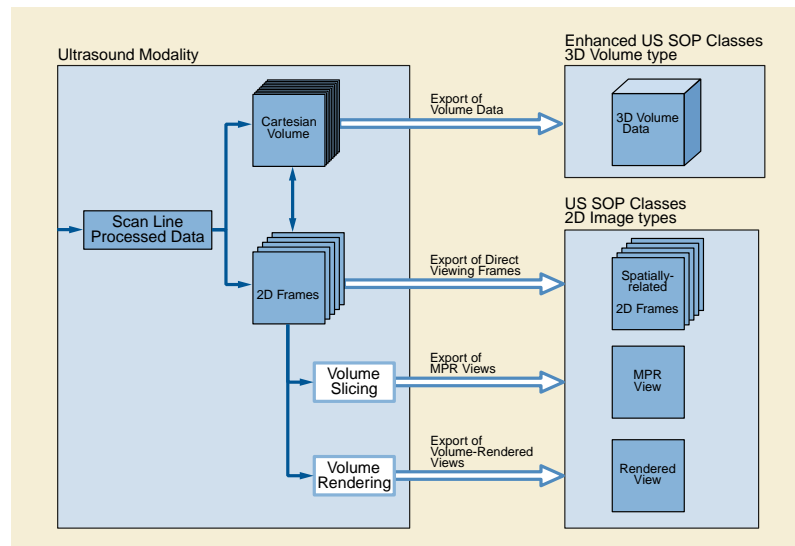 Ultrasound Modality
Enhanced US SOP Classes
3D Volume type
Cartesian
Volume
Export of
Volume Data
3D Volume
Data
Scan Line
Processed Data
US SOP Classes
2D Image types
2D Frames
Export of Direct
Viewing Frames
Spatially-
related
2D Frames
Volume
Slicing
Export of
MPR Views
MPR
View
Volume
Rendering
Export of
Volume-Rendered
Views
Rendered
View